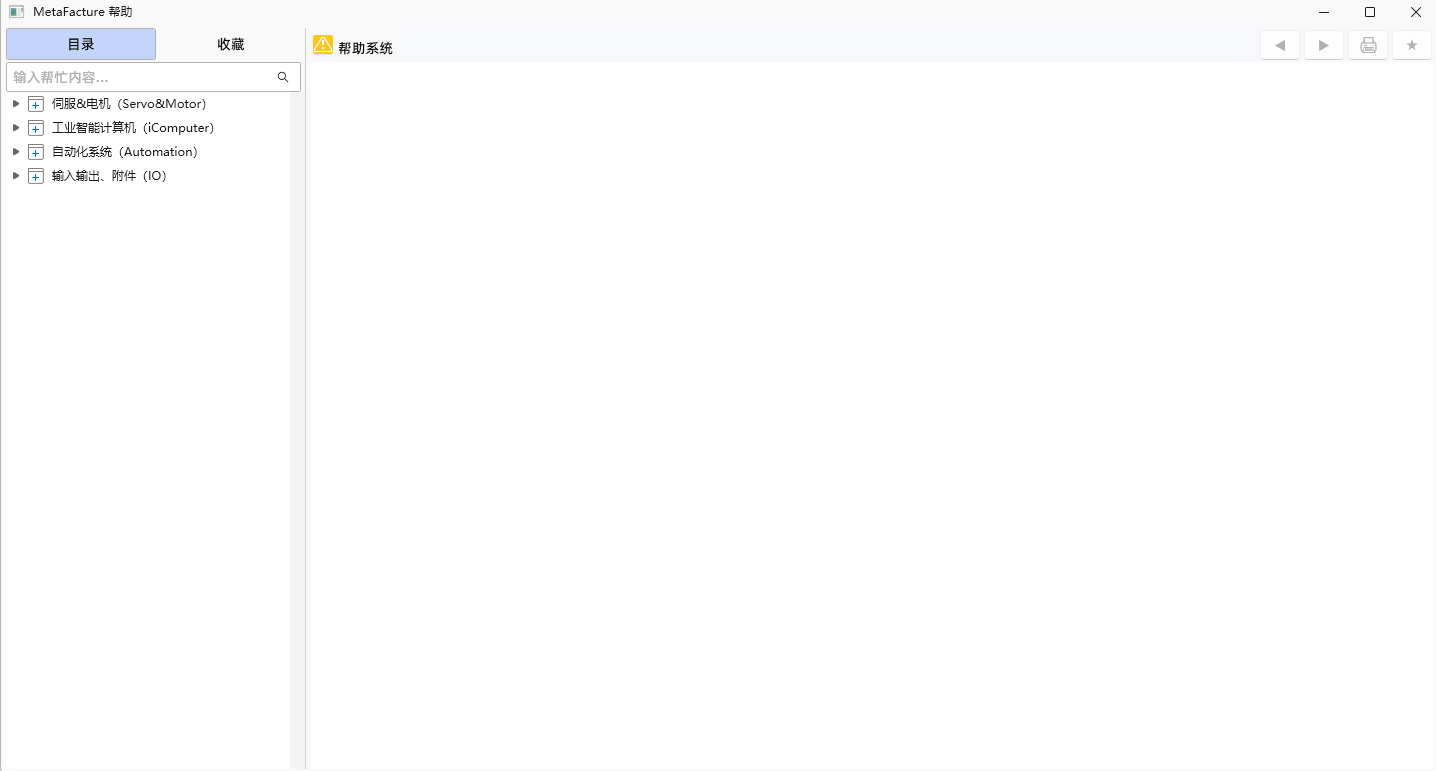 MetaFacture 帮助
目录
收藏
输入帮忙内容...
伺服&电机（Servo&Motor）
工业智能计算机（iComputer）
自动化系统（Automation）
输入输出、附件（IO）
帮助系统